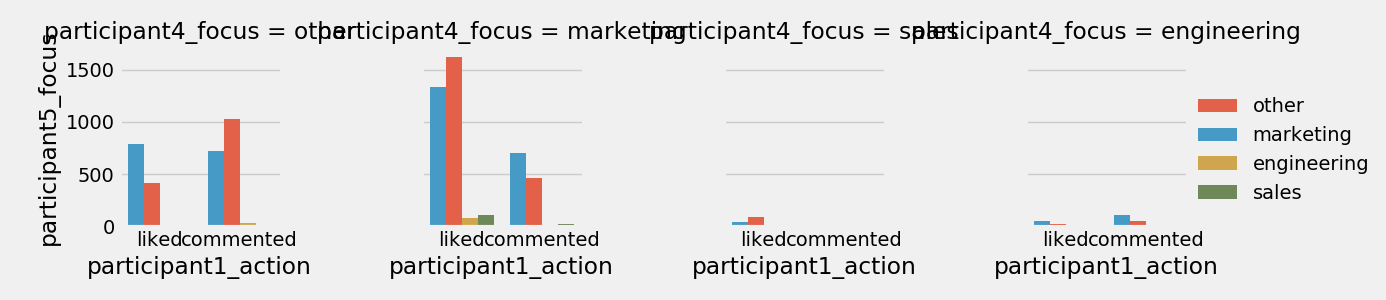 participant4_focus = other
participant4_focus = marketing
participant4_focus = sales
participant4_focus = engineering
participant5_focus
1500
1000
500
0
liked
commented
liked
commented
liked
commented
liked
commented
participant1_action
participant1_action
participant1_action
participant1_action
other
marketing
engineering
sales